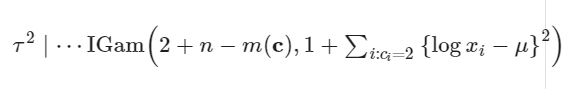 τ² | ⋯ IGam(2 + n − m(𝐜), 1 + ∑_{i:c_i=2} {log x_i − μ}²)